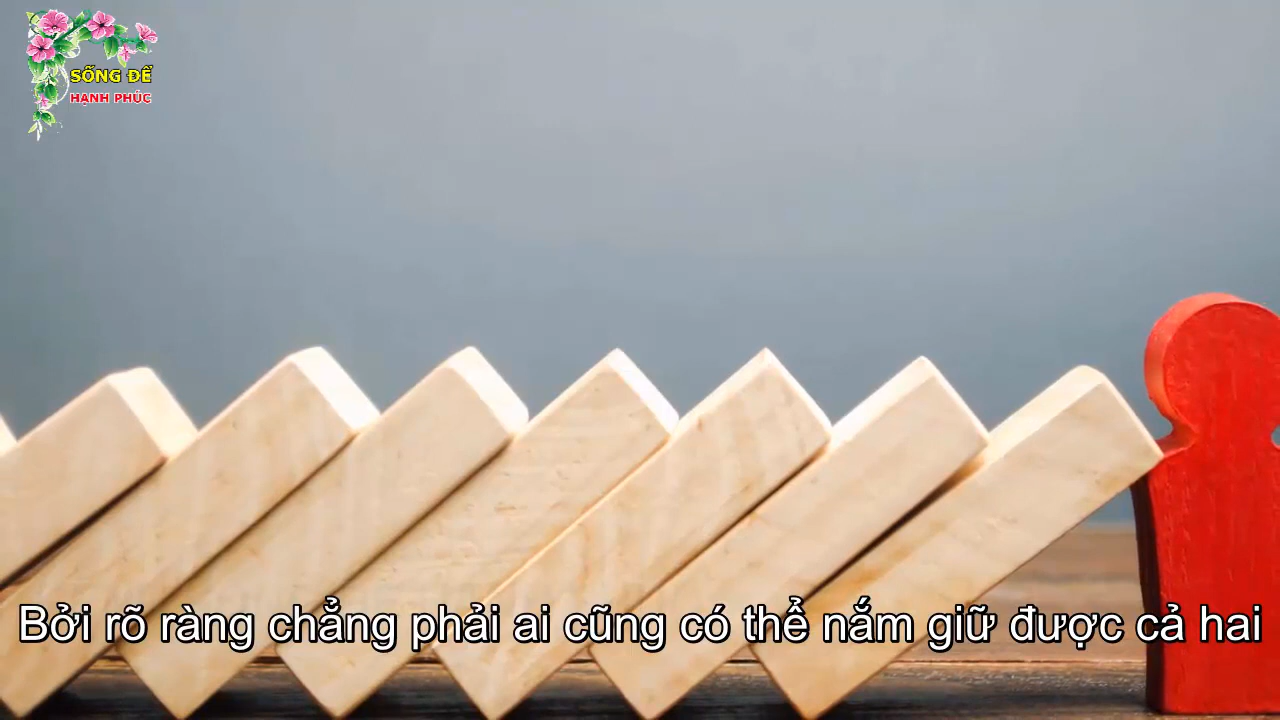 SỐNG ĐỂ
HẠNH PHÚC
Bởi rõ ràng chẳng phải ai cũng có thể nắm giữ được cả hai